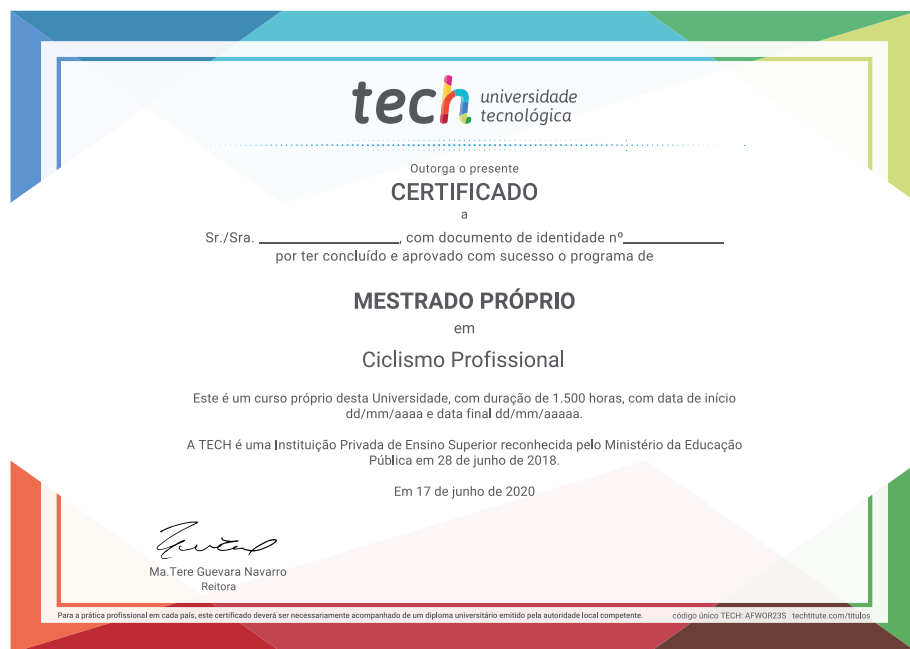 tech universidade
tecnológica
Outorga o presente
CERTIFICADO
a
Sr./Sra. ____________________, com documento de identidade nº______________
por ter concluído e aprovado com sucesso o programa de
MESTRADO PRÓPRIO
em
Ciclismo Profissional
Este é um curso próprio desta Universidade, com duração de 1.500 horas, com data de início
dd/mm/aaaa e data final dd/mm/aaaaa.
A TECH é uma Instituição Privada de Ensino Superior reconhecida pelo Ministério da Educação
Pública em 28 de junho de 2018.
Em 17 de junho de 2020
Ma.Tere Guevara Navarro
Reitora
Para a prática profissional em cada país, este certificado deverá ser necessariamente acompanhado de um diploma universitário emitido pela autoridade local competente. código único TECH: AFWOR23S techtitute.com/titulos